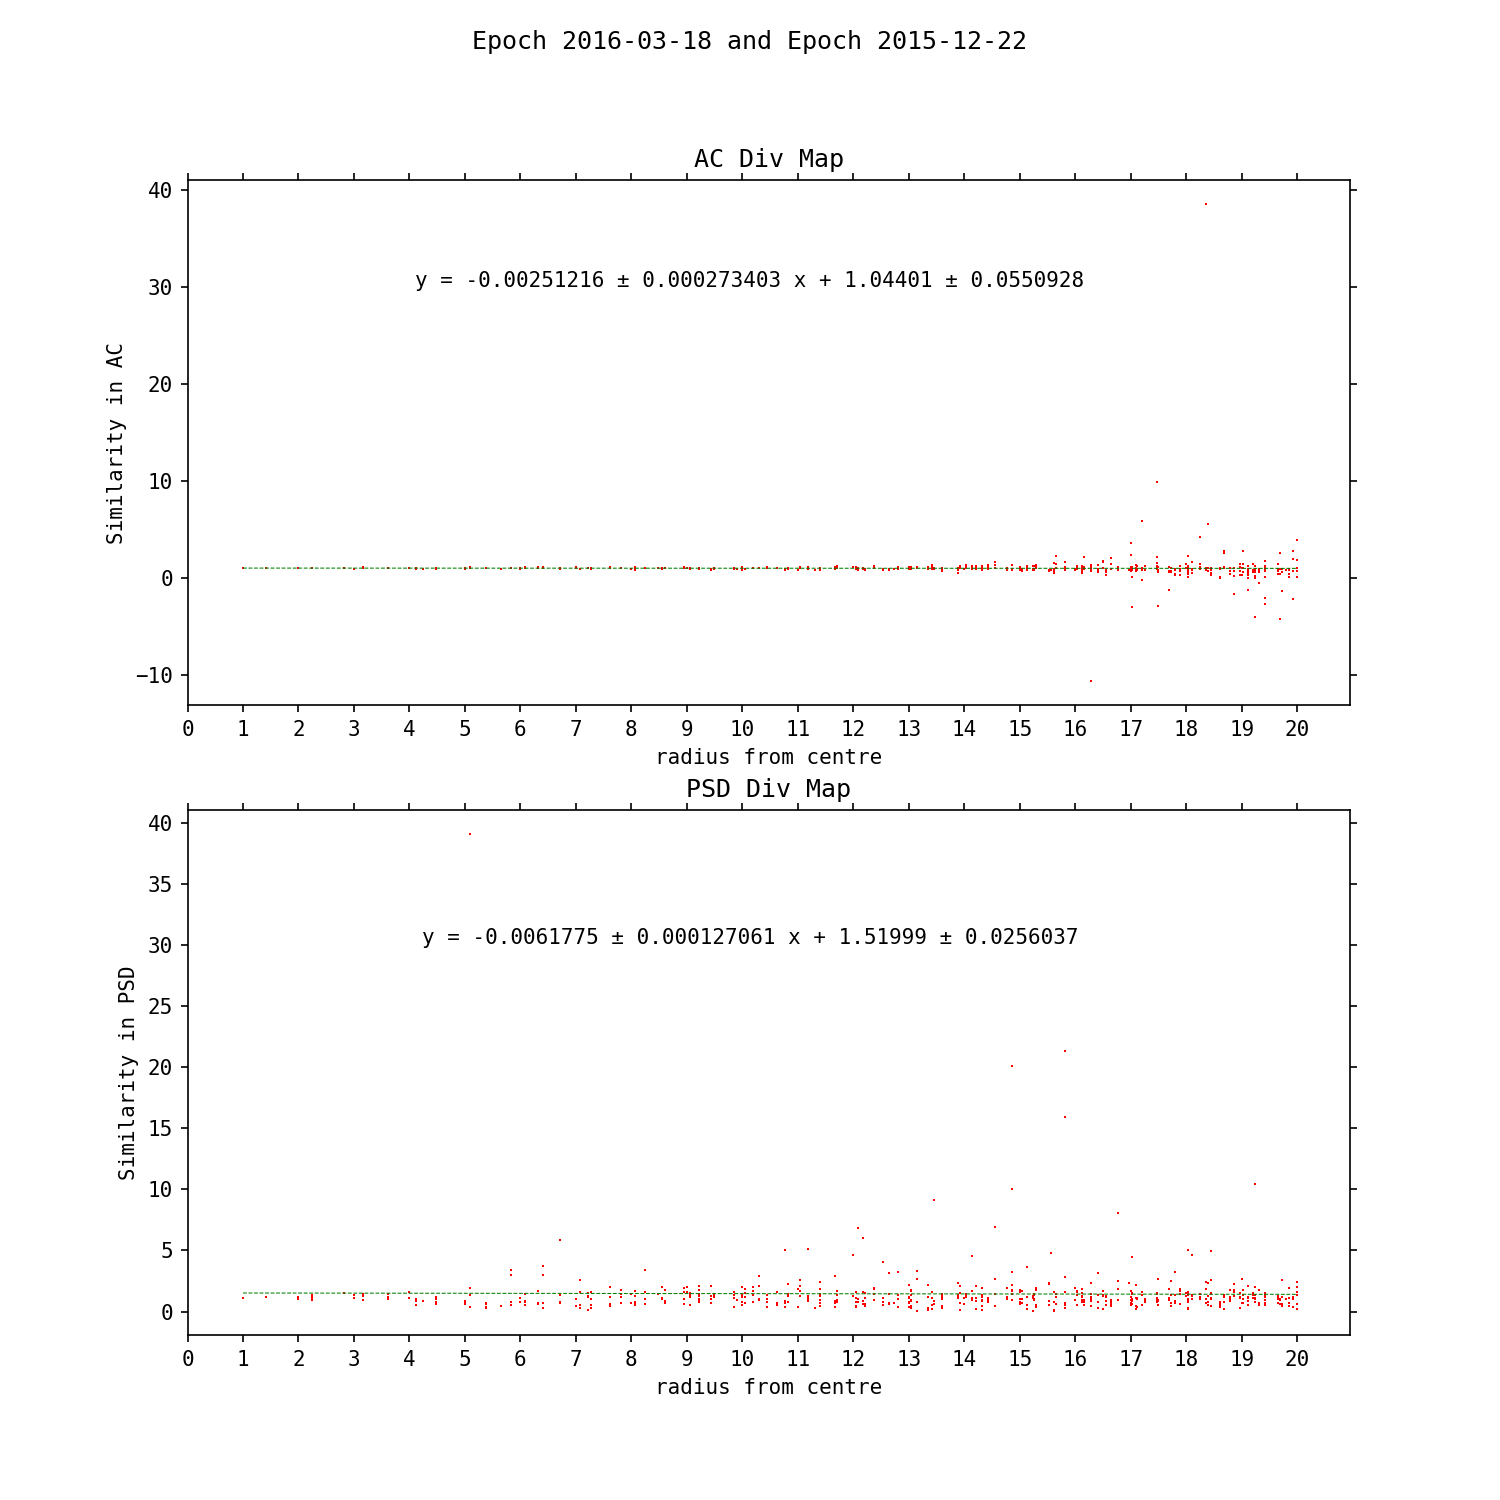 Epoch 2016-03-18 and Epoch 2015-12-22
AC Div Map
40
30
20
10
0
−10
Similarity in AC
y = -0.00251216 ± 0.000273403 x + 1.04401 ± 0.0550928
0 1 2 3 4 5 6 7 8 9 10 11 12 13 14 15 16 17 18 19 20
radius from centre
PSD Div Map
40
35
30
25
20
15
10
5
0
Similarity in PSD
y = -0.0061775 ± 0.000127061 x + 1.51999 ± 0.0256037
0 1 2 3 4 5 6 7 8 9 10 11 12 13 14 15 16 17 18 19 20
radius from centre